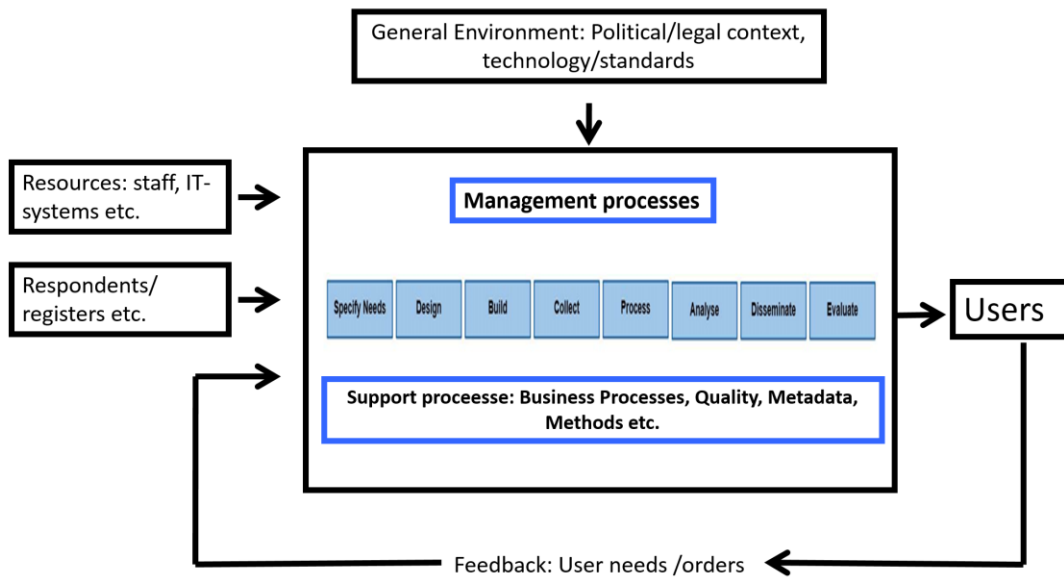 General Environment: Political/legal context,
technology/standards
Resources: staff, IT-
systems etc.
Management processes
Respondents/
registers etc.
Specify Needs
Design
Build
Collect
Process
Analyse
Disseminate
Evaluate
Users
Support proceesse: Business Processes, Quality, Metadata,
Methods etc.
Feedback: User needs /orders